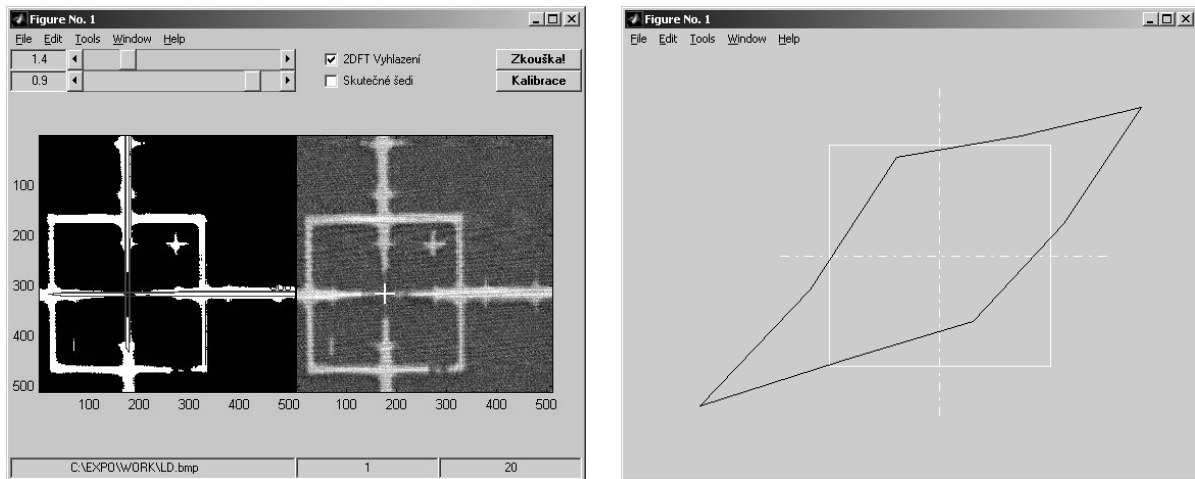 Figure No. 1
File Edit Tools Window Help
1.4
2DFT Vyhlazení
Zkouška!
0.9
Skutečné šedi
Kalibrace
100
200
300
400
500
100 200 300 400 500 100 200 300 400 500
C:\EXPO\WORK\LD.bmp 1 20
Figure No. 1
File Edit Tools Window Help